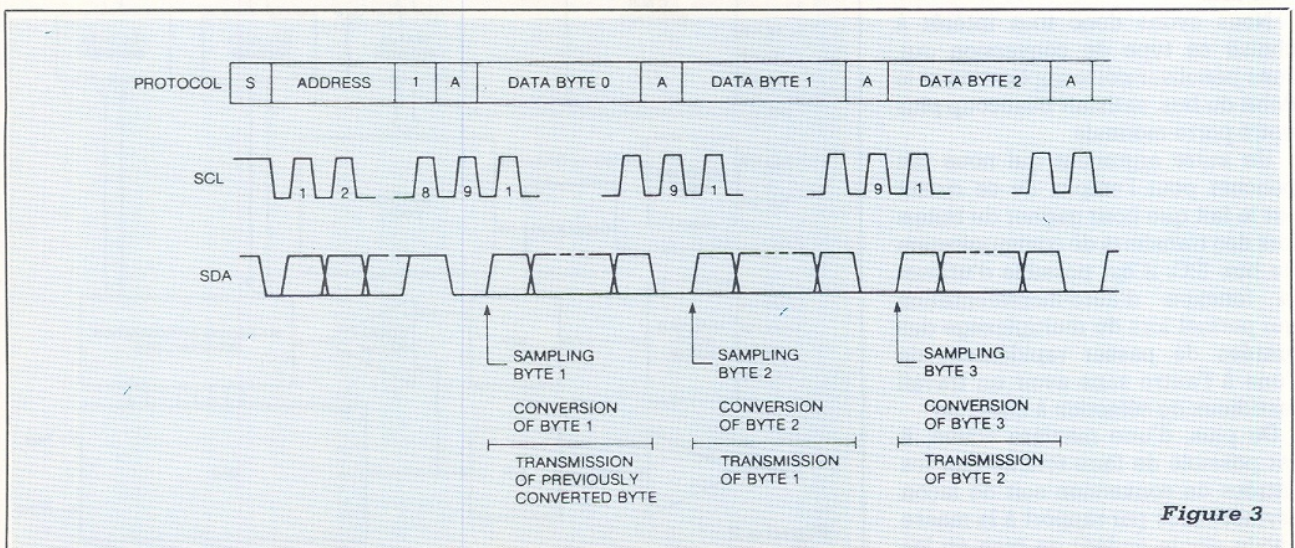 PROTOCOL S ADDRESS 1 A DATA BYTE 0 A DATA BYTE 1 A DATA BYTE 2 A
SCL 1 2 8 9 1 9 1 9 1
SDA
SAMPLING
BYTE 1
SAMPLING
BYTE 2
SAMPLING
BYTE 3
CONVERSION
OF BYTE 1
CONVERSION
OF BYTE 2
CONVERSION
OF BYTE 3
TRANSMISSION
OF PREVIOUSLY
CONVERTED BYTE
TRANSMISSION
OF BYTE 1
TRANSMISSION
OF BYTE 2
Figure 3